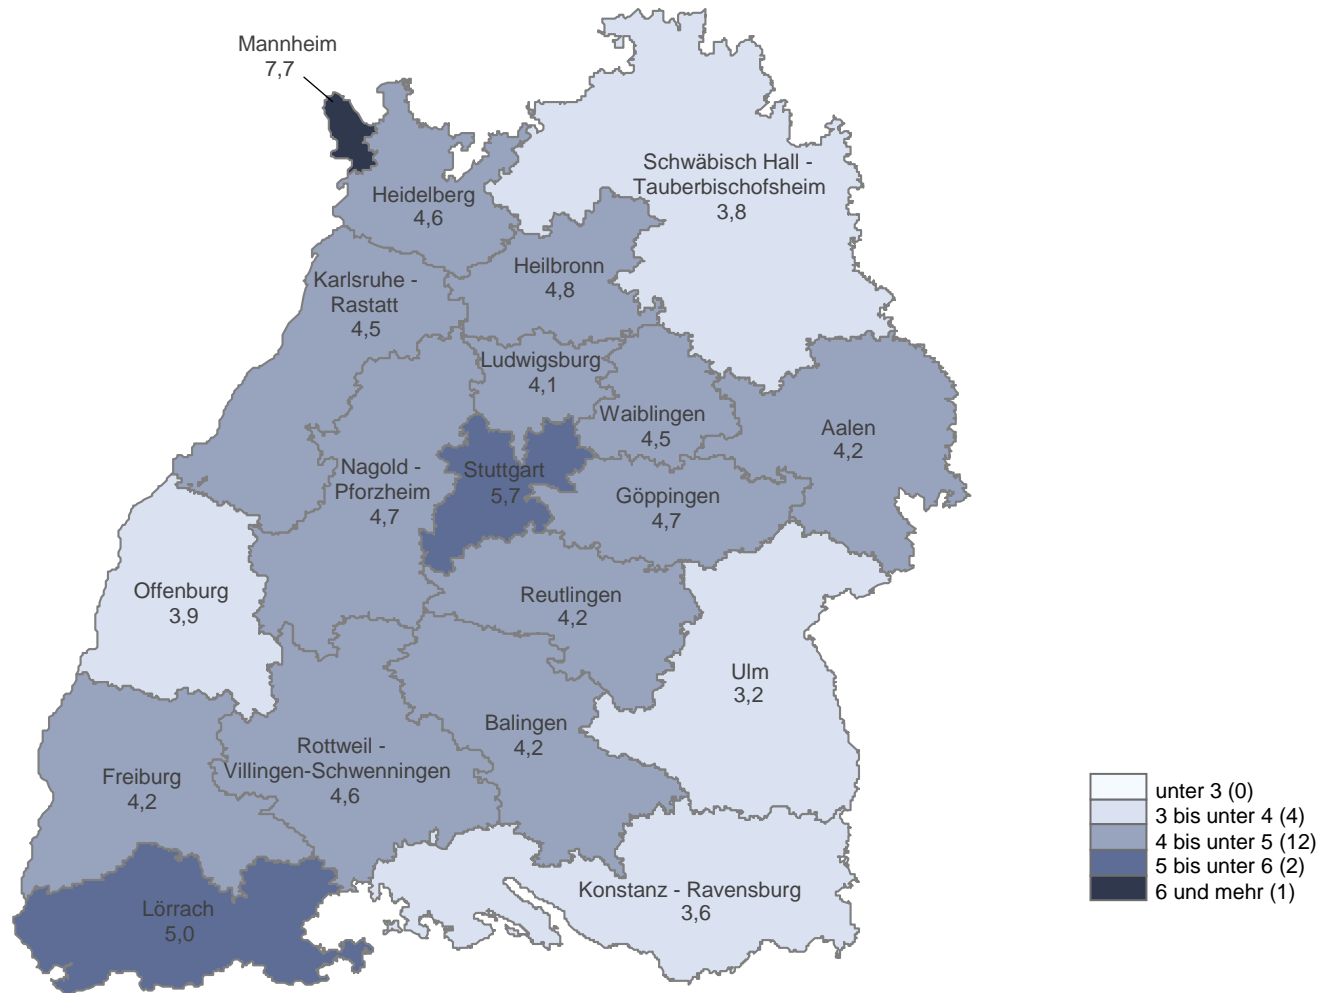 Mannheim
7,7
Schwäbisch Hall -
Tauberbischofsheim
3,8
Heidelberg
4,6
Heilbronn
4,8
Karlsruhe -
Rastatt
4,5
Ludwigsburg
4,1
Waiblingen
4,5
Aalen
4,2
Nagold -
Pforzheim
4,7
Stuttgart
5,7
Göppingen
4,7
Offenburg
3,9
Reutlingen
4,2
Ulm
3,2
Balingen
4,2
Rottweil -
Villingen-Schwenningen
4,6
Freiburg
4,2
Konstanz - Ravensburg
3,6
Lörrach
5,0
unter 3 (0)
3 bis unter 4 (4)
4 bis unter 5 (12)
5 bis unter 6 (2)
6 und mehr (1)